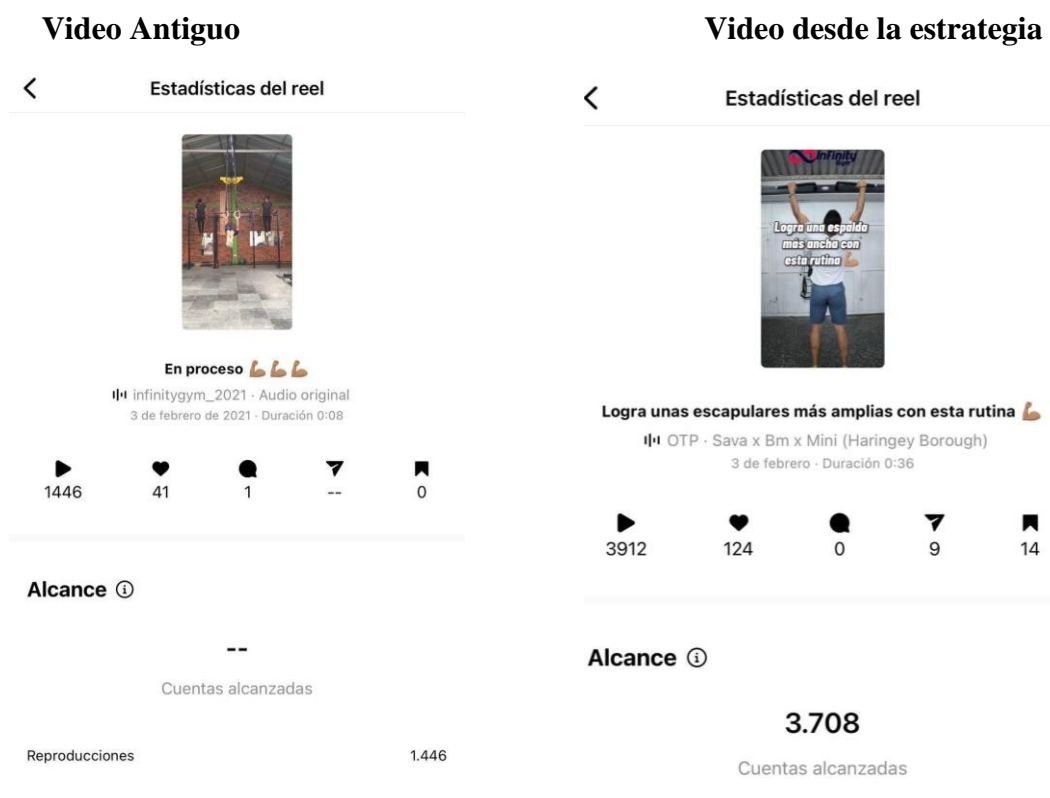 Video Antiguo
Video desde la estrategia
Estadísticas del reel
En proceso 💪🏽💪🏽💪🏽
infinitygym_2021 · Audio original
3 de febrero de 2021 · Duración 0:08
1446 41 1 -- 0
Alcance
--
Cuentas alcanzadas
Reproducciones 1.446
Estadísticas del reel
infinity
Gym
Logra una espalda
más ancha con
esta rutina 💪🏽
Logra unas escapulares más amplias con esta rutina 💪🏽
OTP · Sava x Bm x Mini (Haringey Borough)
3 de febrero · Duración 0:36
3912 124 0 9 14
Alcance
3.708
Cuentas alcanzadas